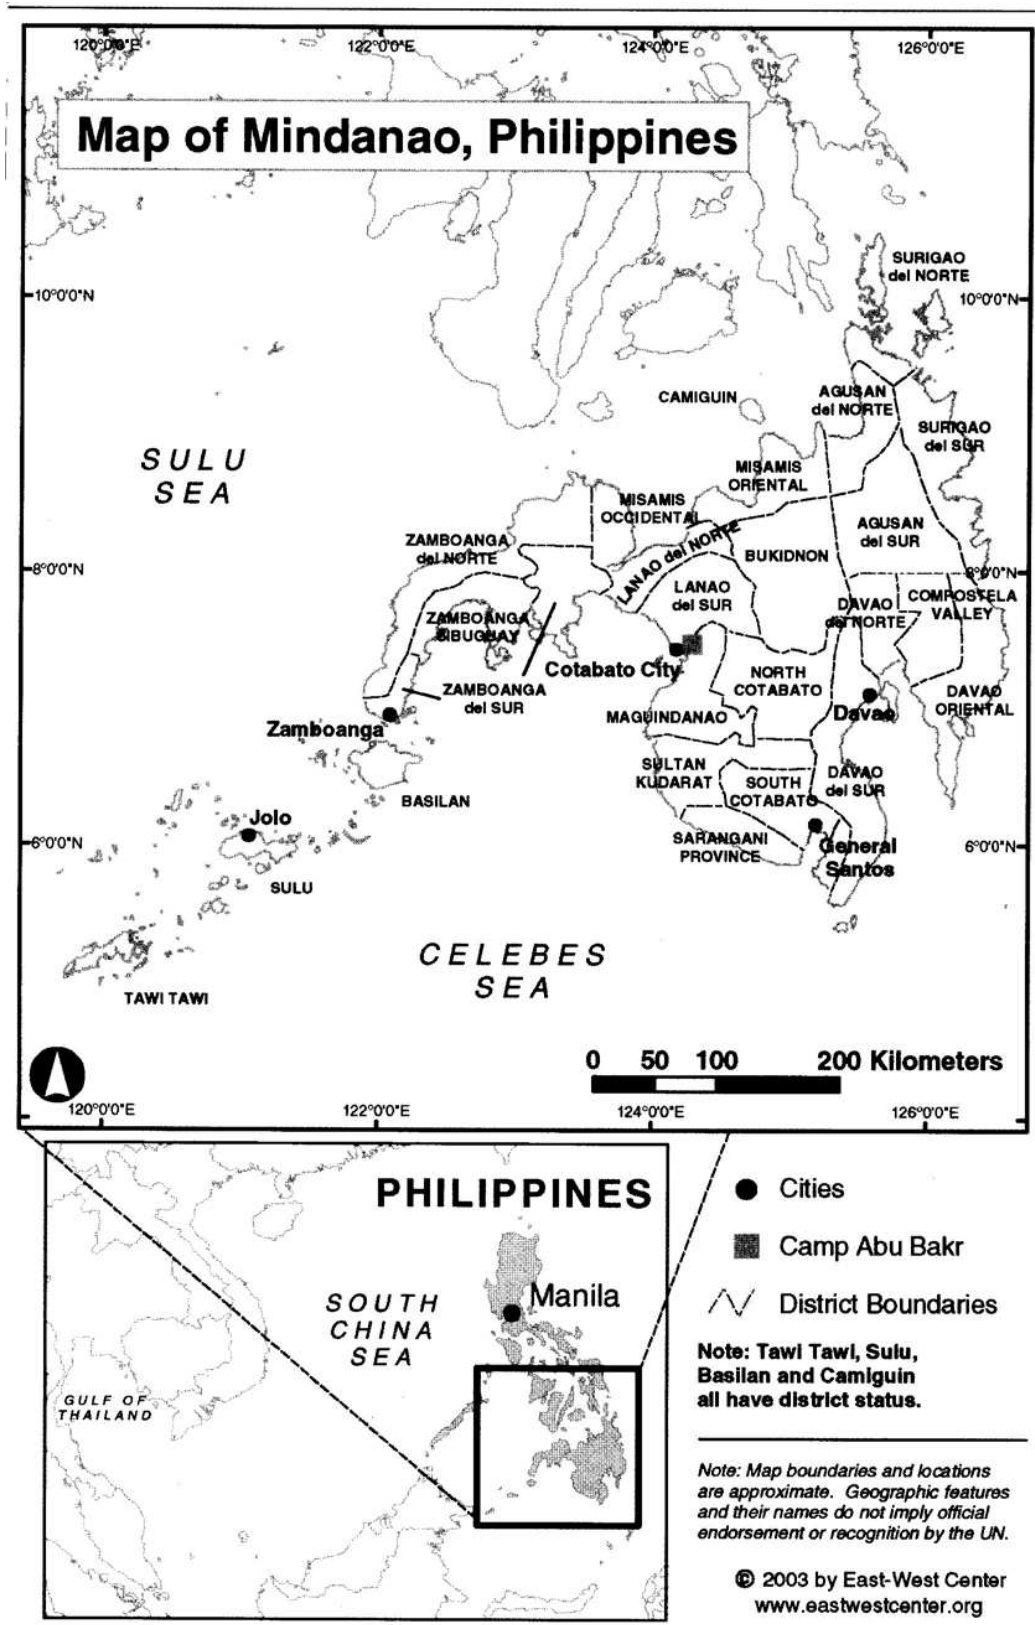 120°0'0"E
122°0'0"E
124°0'0"E
126°0'0"E
Map of Mindanao, Philippines
SURIGAO
del NORTE
10°0'0"N
10°0'0"N
CAMIGUIN
AGUSAN
del NORTE
SURIGAO
del SUR
SULU
SEA
MISAMIS
ORIENTAL
MISAMIS
OCCIDENTAL
AGUSAN
del SUR
ZAMBOANGA
del NORTE
LANAO del NORTE
BUKIDNON
8°0'0"N
8°0'0"N
LANAO
del SUR
DAVAO
del NORTE
COMPOSTELA
VALLEY
ZAMBOANGA
SIBUGUAY
Cotabato City
NORTH
COTABATO
ZAMBOANGA
del SUR
DAVAO
ORIENTAL
MAGUINDANAO
Davao
Zamboanga
SULTAN
KUDARAT
SOUTH
COTABATO
DAVAO
del SUR
BASILAN
Jolo
6°0'0"N
6°0'0"N
SARANGANI
PROVINCE
General
Santos
SULU
CELEBES
SEA
TAWI TAWI
0 50 100 200 Kilometers
120°0'0"E
122°0'0"E
124°0'0"E
126°0'0"E
PHILIPPINES
Manila
SOUTH
CHINA
SEA
GULF OF
THAILAND
Cities
Camp Abu Bakr
District Boundaries
Note: Tawi Tawi, Sulu,
Basilan and Camiguin
all have district status.
Note: Map boundaries and locations
are approximate. Geographic features
and their names do not imply official
endorsement or recognition by the UN.
© 2003 by East-West Center
www.eastwestcenter.org